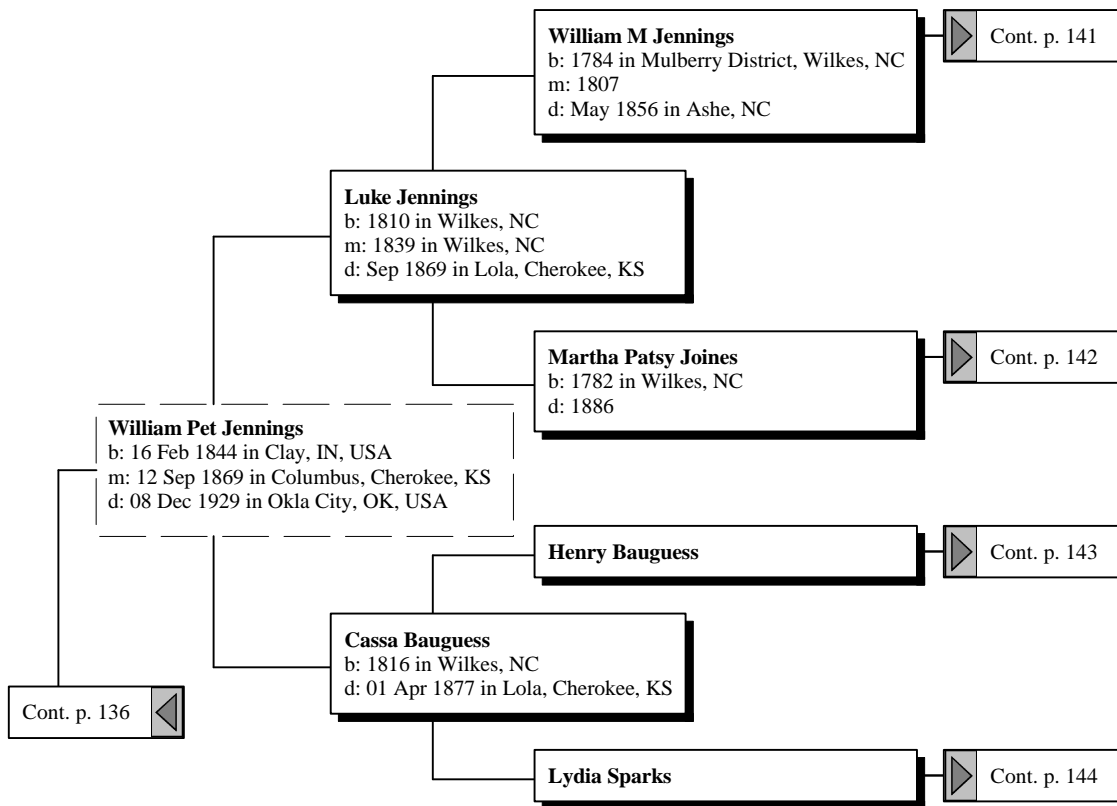 William M Jennings
b: 1784 in Mulberry District, Wilkes, NC
m: 1807
d: May 1856 in Ashe, NC
Cont. p. 141
Luke Jennings
b: 1810 in Wilkes, NC
m: 1839 in Wilkes, NC
d: Sep 1869 in Lola, Cherokee, KS
Martha Patsy Joines
b: 1782 in Wilkes, NC
d: 1886
Cont. p. 142
William Pet Jennings
b: 16 Feb 1844 in Clay, IN, USA
m: 12 Sep 1869 in Columbus, Cherokee, KS
d: 08 Dec 1929 in Okla City, OK, USA
Henry Bauguess
Cont. p. 143
Cassa Bauguess
b: 1816 in Wilkes, NC
d: 01 Apr 1877 in Lola, Cherokee, KS
Cont. p. 136
Lydia Sparks
Cont. p. 144